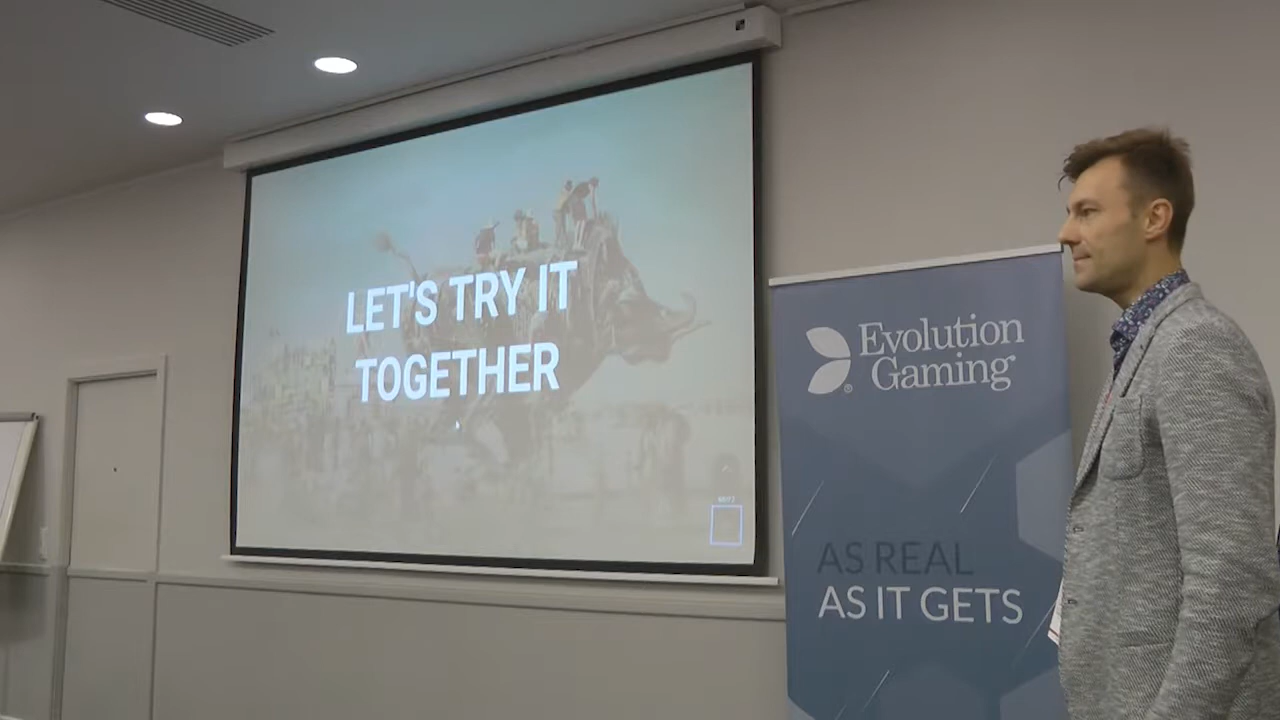 LET'S TRY IT
TOGETHER
Evolution
Gaming
®
AS REAL
AS IT GETS